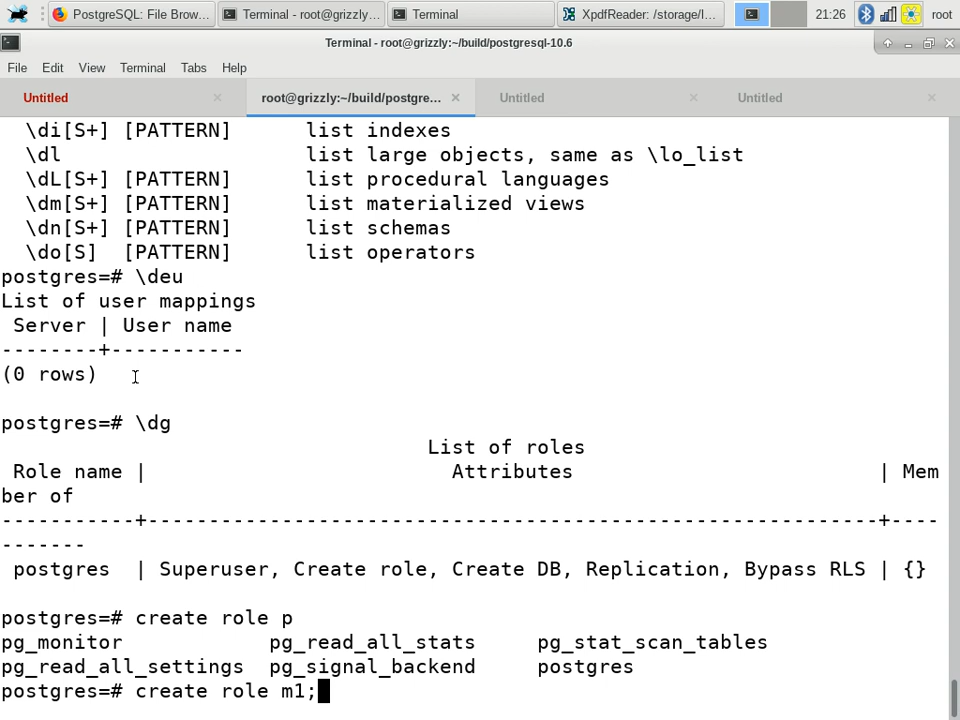 PostgreSQL: File Brow... Terminal - root@grizzly... Terminal XpdfReader: /storage/l... 21:26 root
Terminal - root@grizzly:~/build/postgresql-10.6
File Edit View Terminal Tabs Help
Untitled root@grizzly:~/build/postgre... Untitled Untitled
\di[S+] [PATTERN]      list indexes
\dl                    list large objects, same as \lo_list
\dL[S+] [PATTERN]      list procedural languages
\dm[S+] [PATTERN]      list materialized views
\dn[S+] [PATTERN]      list schemas
\do[S]  [PATTERN]      list operators
postgres=# \deu
List of user mappings
 Server | User name
--------+-----------
(0 rows)
postgres=# \dg
List of roles
 Role name |                         Attributes                         | Mem
ber of
-----------+------------------------------------------------------------+----
-------
 postgres  | Superuser, Create role, Create DB, Replication, Bypass RLS | {}
postgres=# create role p
pg_monitor            pg_read_all_stats     pg_stat_scan_tables
pg_read_all_settings  pg_signal_backend     postgres
postgres=# create role m1;